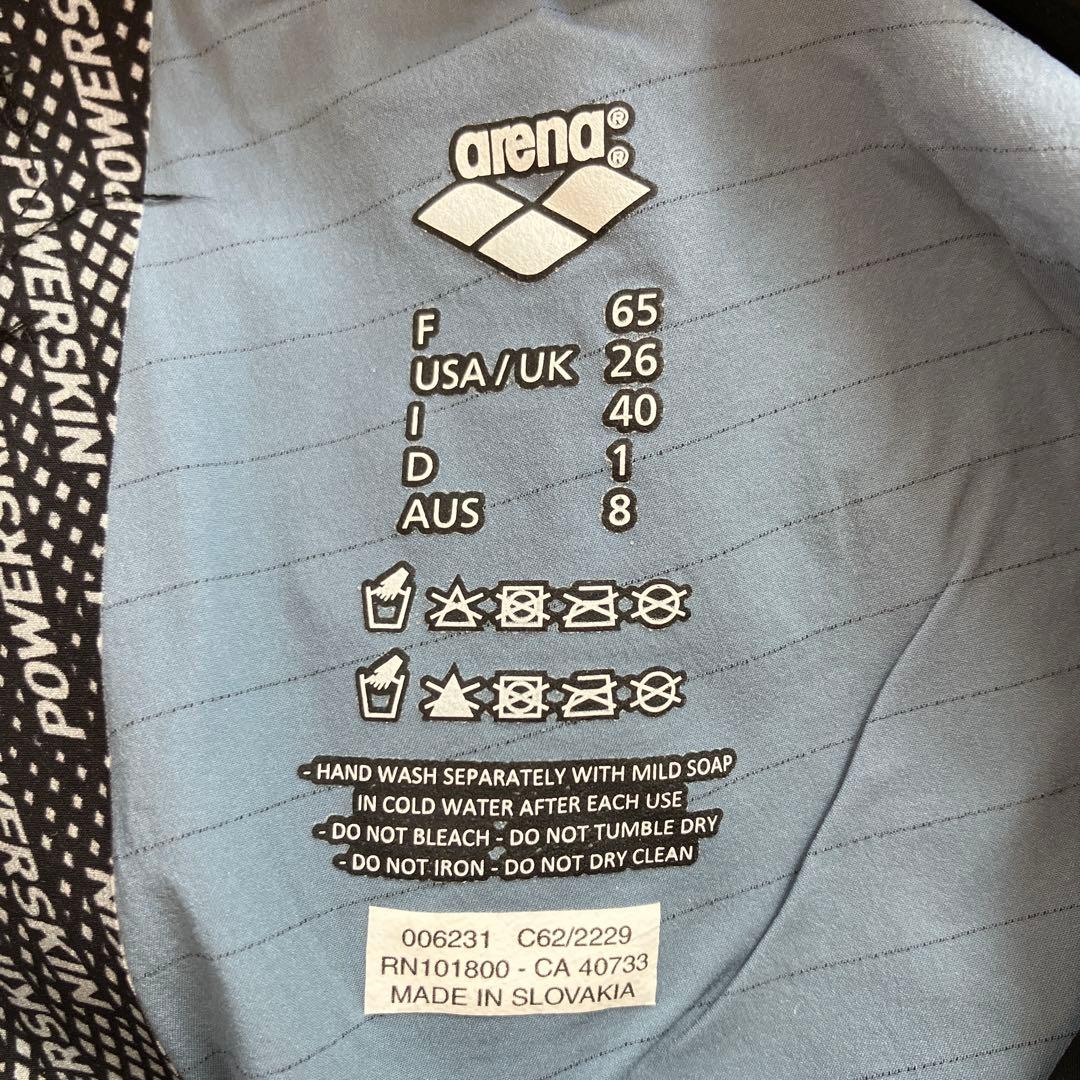 arena®
®
F 65
USA/UK 26
I 40
D 1
AUS 8
- HAND WASH SEPARATELY WITH MILD SOAP
IN COLD WATER AFTER EACH USE
- DO NOT BLEACH - DO NOT TUMBLE DRY
- DO NOT IRON - DO NOT DRY CLEAN
006231 C62/2229
RN101800 - CA 40733
MADE IN SLOVAKIA
POWERS
POWERSKIN
POWERSKIN